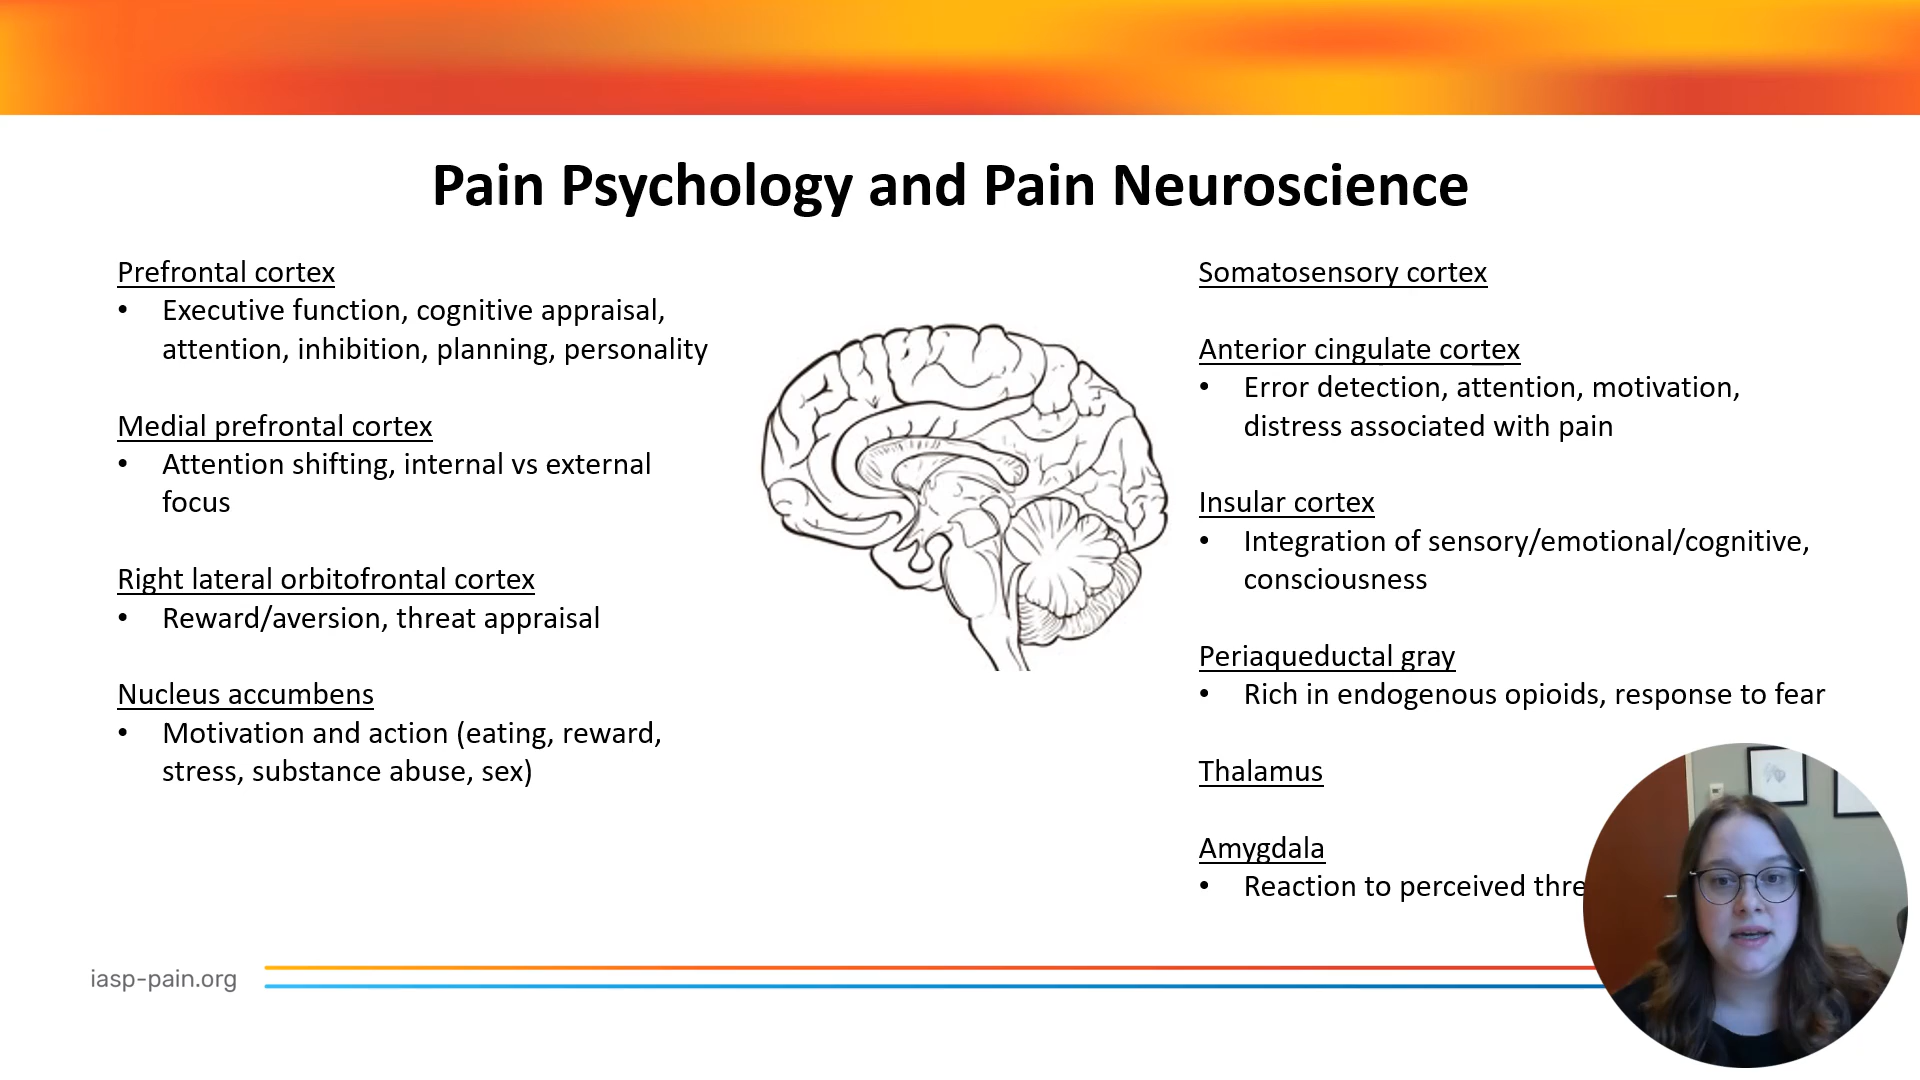 Pain Psychology and Pain Neuroscience
Prefrontal cortex
• Executive function, cognitive appraisal,
attention, inhibition, planning, personality
Medial prefrontal cortex
• Attention shifting, internal vs external
focus
Right lateral orbitofrontal cortex
• Reward/aversion, threat appraisal
Nucleus accumbens
• Motivation and action (eating, reward,
stress, substance abuse, sex)
Somatosensory cortex
Anterior cingulate cortex
• Error detection, attention, motivation,
distress associated with pain
Insular cortex
• Integration of sensory/emotional/cognitive,
consciousness
Periaqueductal gray
• Rich in endogenous opioids, response to fear
Thalamus
Amygdala
• Reaction to perceived
iasp-pain.org